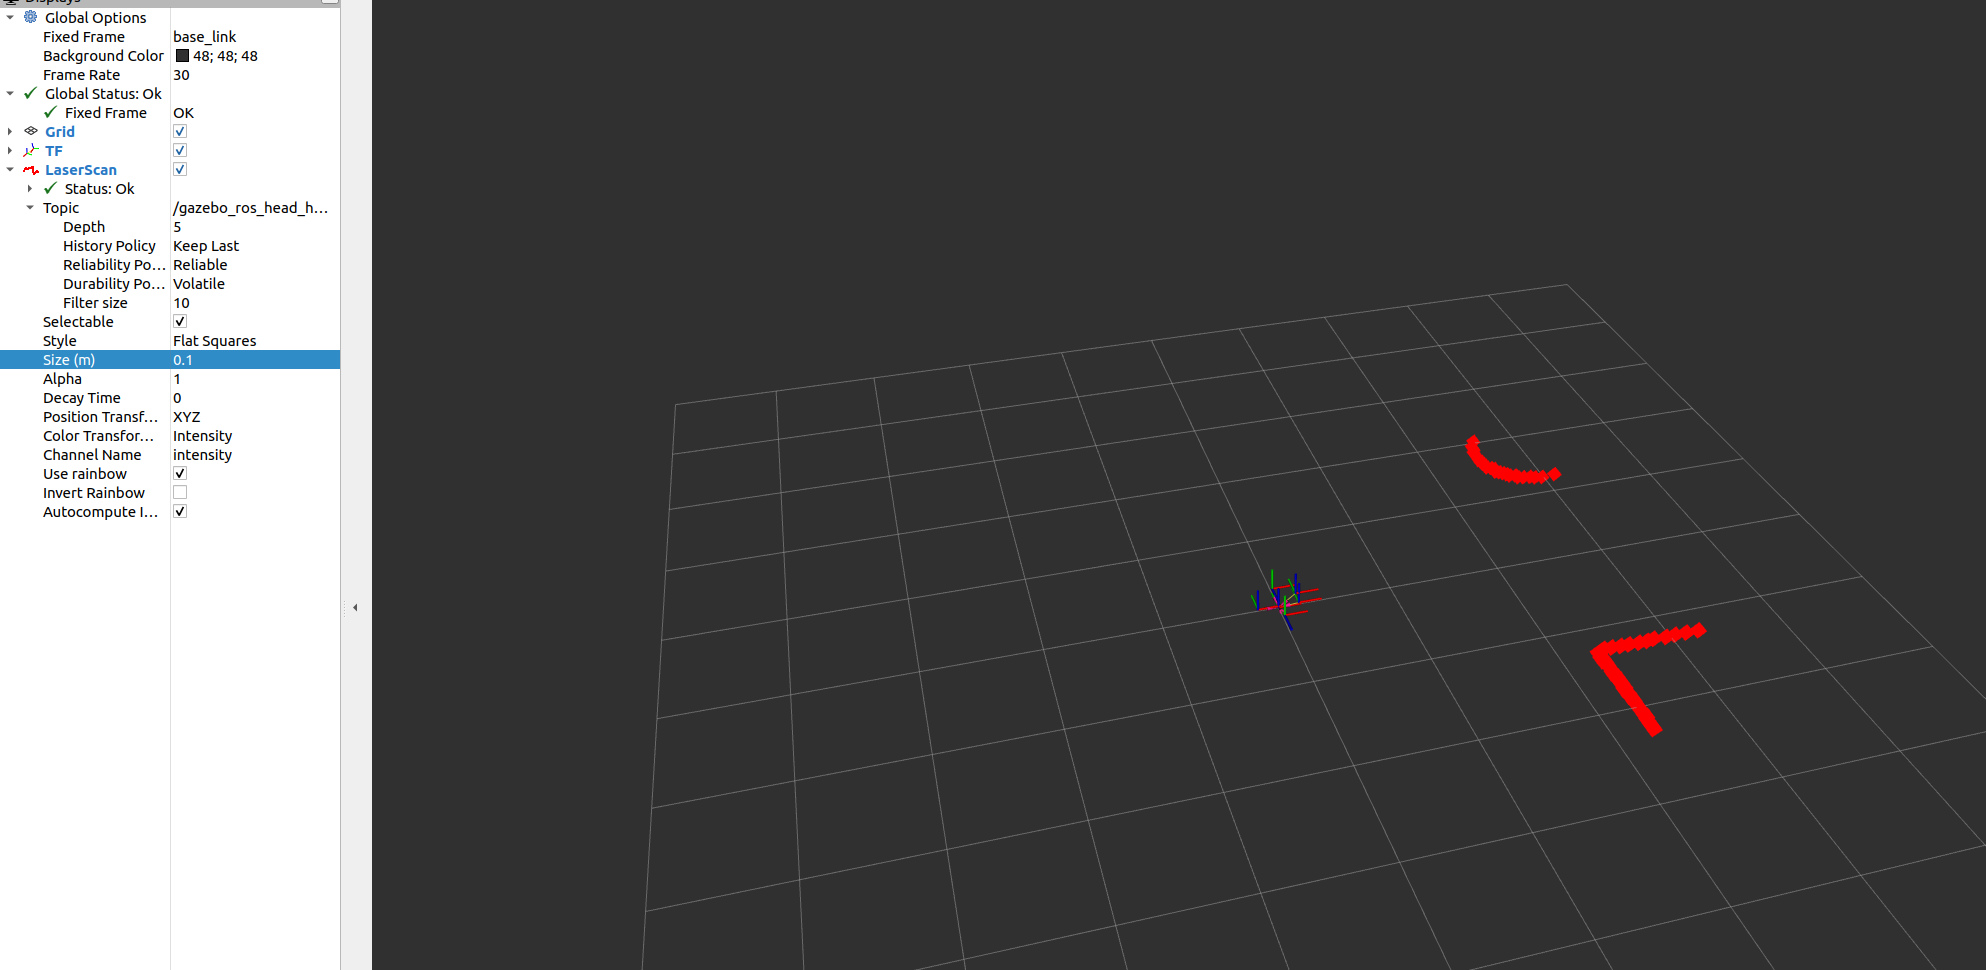 Displays
Global Options
Fixed Frame base_link
Background Color 48; 48; 48
Frame Rate 30
Global Status: Ok
Fixed Frame OK
Grid
TF
LaserScan
Status: Ok
Topic /gazebo_ros_head_h...
Depth 5
History Policy Keep Last
Reliability Po... Reliable
Durability Po... Volatile
Filter size 10
Selectable
Style Flat Squares
Size (m) 0.1
Alpha 1
Decay Time 0
Position Transf... XYZ
Color Transfor... Intensity
Channel Name intensity
Use rainbow
Invert Rainbow
Autocompute I...